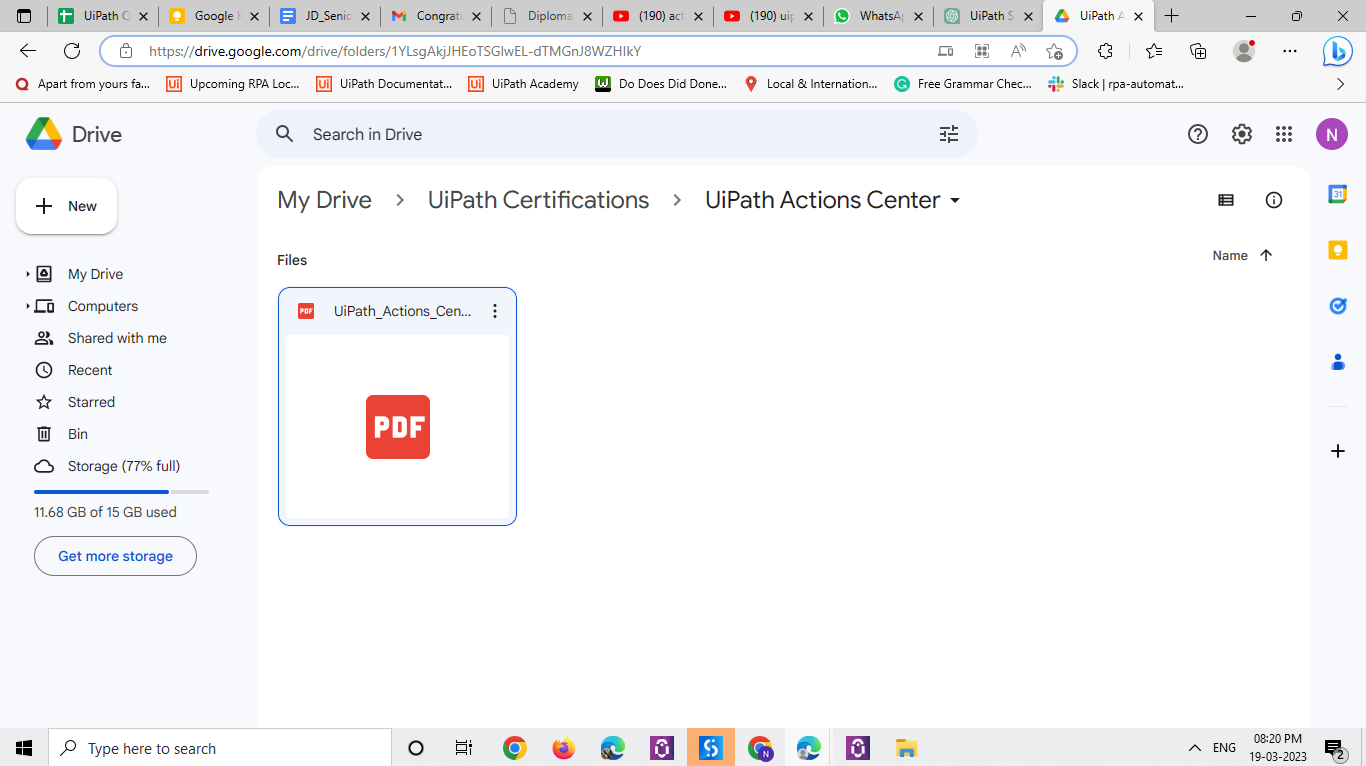 UiPath C
Google K
JD_Senic
Congrat
Diploma
(190) act
(190) uip
WhatsAp
UiPath S
UiPath A
https://drive.google.com/drive/folders/1YLsgAkjJHEoTSGlwEL-dTMGnJ8WZHIkY
Apart from yours fa...
Upcoming RPA Loc...
UiPath Documentat...
UiPath Academy
Do Does Did Done...
Local & Internation...
Free Grammar Chec...
Slack | rpa-automat...
Drive
Search in Drive
N
New
My Drive
Computers
Shared with me
Recent
Starred
Bin
Storage (77% full)
11.68 GB of 15 GB used
Get more storage
My Drive > UiPath Certifications > UiPath Actions Center
Files
Name
UiPath_Actions_Cen...
PDF
31
Type here to search
ENG
08:20 PM
19-03-2023
2